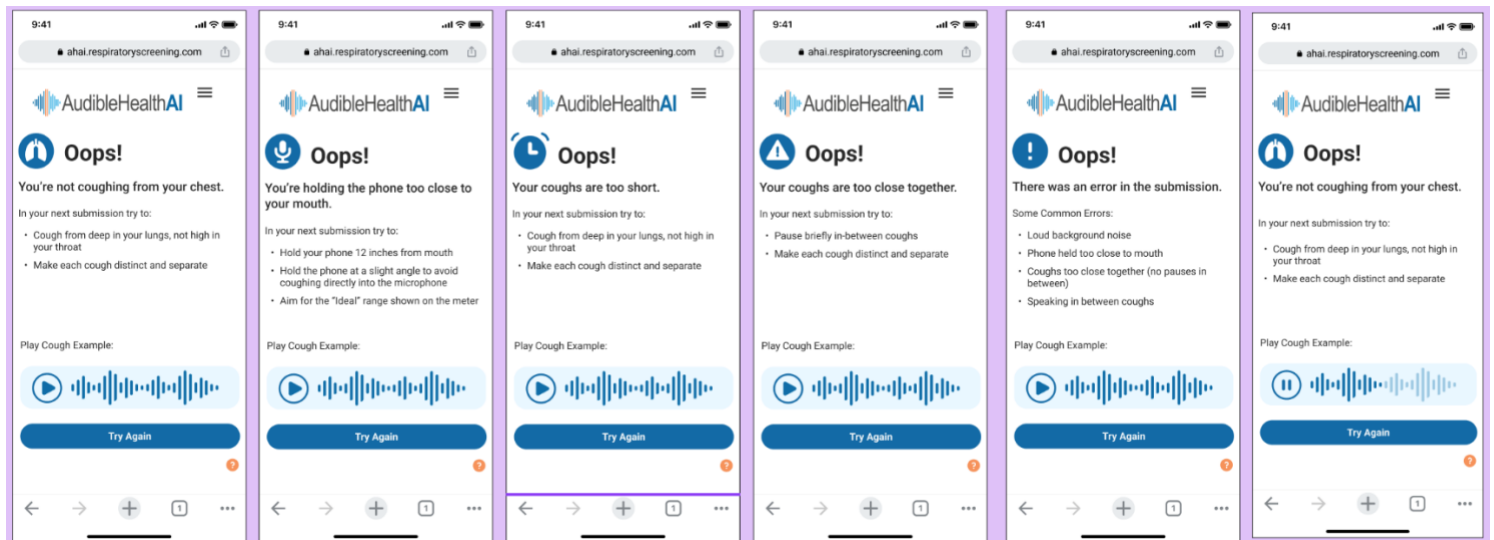 9:41
ahai.respiratoryscreening.com
AudibleHealthAI
Oops!
You're not coughing from your chest.
In your next submission try to:
• Cough from deep in your lungs, not high in
your throat
• Make each cough distinct and separate
Play Cough Example:
Try Again
?
1
9:41
ahai.respiratoryscreening.com
AudibleHealthAI
Oops!
You're holding the phone too close to
your mouth.
In your next submission try to:
• Hold your phone 12 inches from mouth
• Hold the phone at a slight angle to avoid
coughing directly into the microphone
• Aim for the "Ideal" range shown on the meter
Play Cough Example:
Try Again
?
1
9:41
ahai.respiratoryscreening.com
AudibleHealthAI
Oops!
Your coughs are too short.
In your next submission try to:
• Cough from deep in your lungs, not high in
your throat
• Make each cough distinct and separate
Play Cough Example:
Try Again
?
1
9:41
ahai.respiratoryscreening.com
AudibleHealthAI
Oops!
Your coughs are too close together.
In your next submission try to:
• Pause briefly in-between coughs
• Make each cough distinct and separate
Play Cough Example:
Try Again
?
1
9:41
ahai.respiratoryscreening.com
AudibleHealthAI
Oops!
There was an error in the submission.
Some Common Errors:
• Loud background noise
• Phone held too close to mouth
• Coughs too close together (no pauses in
between)
• Speaking in between coughs
Play Cough Example:
Try Again
?
1
9:41
ahai.respiratoryscreening.com
AudibleHealthAI
Oops!
You're not coughing from your chest.
In your next submission try to:
• Cough from deep in your lungs, not high in
your throat
• Make each cough distinct and separate
Play Cough Example:
Try Again
?
1